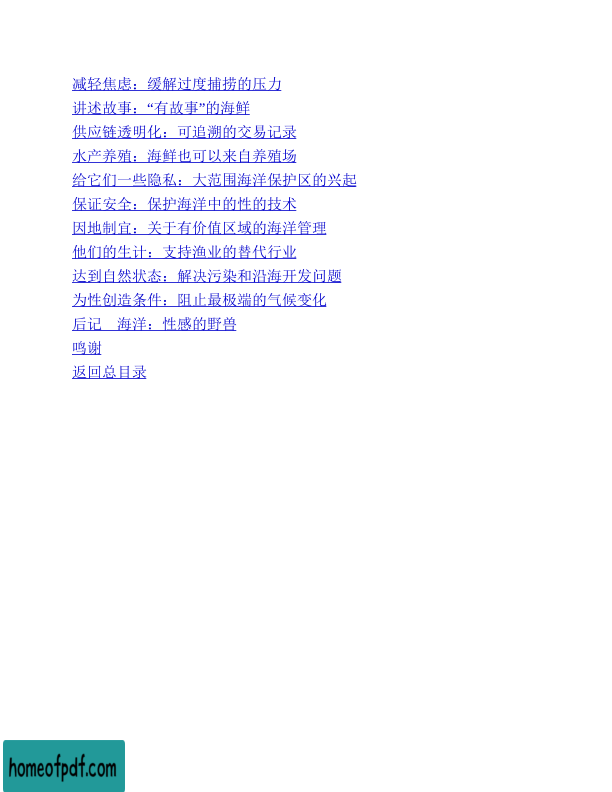 减轻焦虑：缓解过度捕捞的压力
讲述故事：“有故事”的海鲜
供应链透明化：可追溯的交易记录
水产养殖：海鲜也可以来自养殖场
给它们一些隐私：大范围海洋保护区的兴起
保证安全：保护海洋中的性的技术
因地制宜：关于有价值区域的海洋管理
他们的生计：支持渔业的替代行业
达到自然状态：解决污染和沿海开发问题
为性创造条件：阻止最极端的气候变化
后记　海洋：性感的野兽
鸣谢
返回总目录
homeofpdf.com